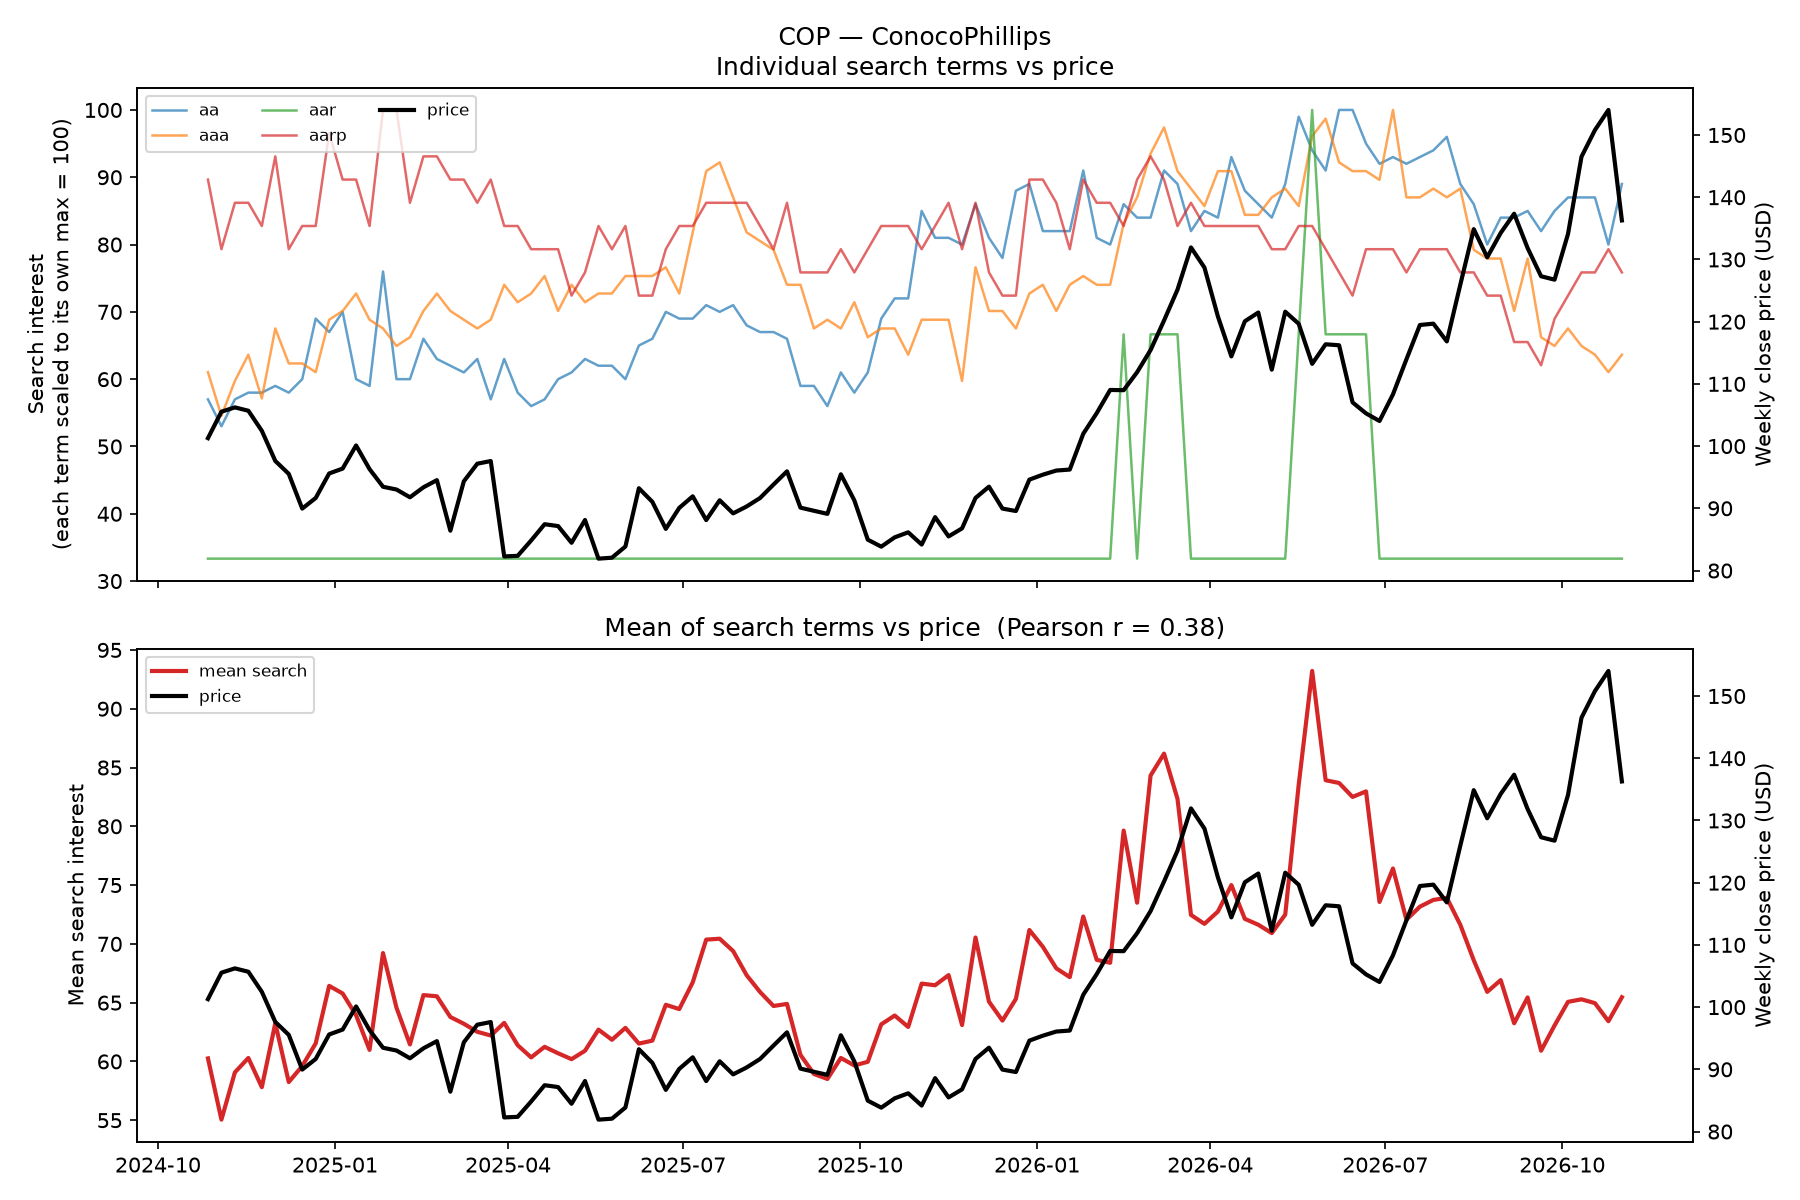 COP — ConocoPhillips
Individual search terms vs price
aa
aaa
aar
aarp
price
Search interest
(each term scaled to its own max = 100)
100
90
80
70
60
50
40
30
150
140
130
120
110
100
90
80
Weekly close price (USD)
Mean of search terms vs price (Pearson r = 0.38)
mean search
price
Mean search interest
95
90
85
80
75
70
65
60
55
150
140
130
120
110
100
90
80
Weekly close price (USD)
2024-10
2025-01
2025-04
2025-07
2025-10
2026-01
2026-04
2026-07
2026-10